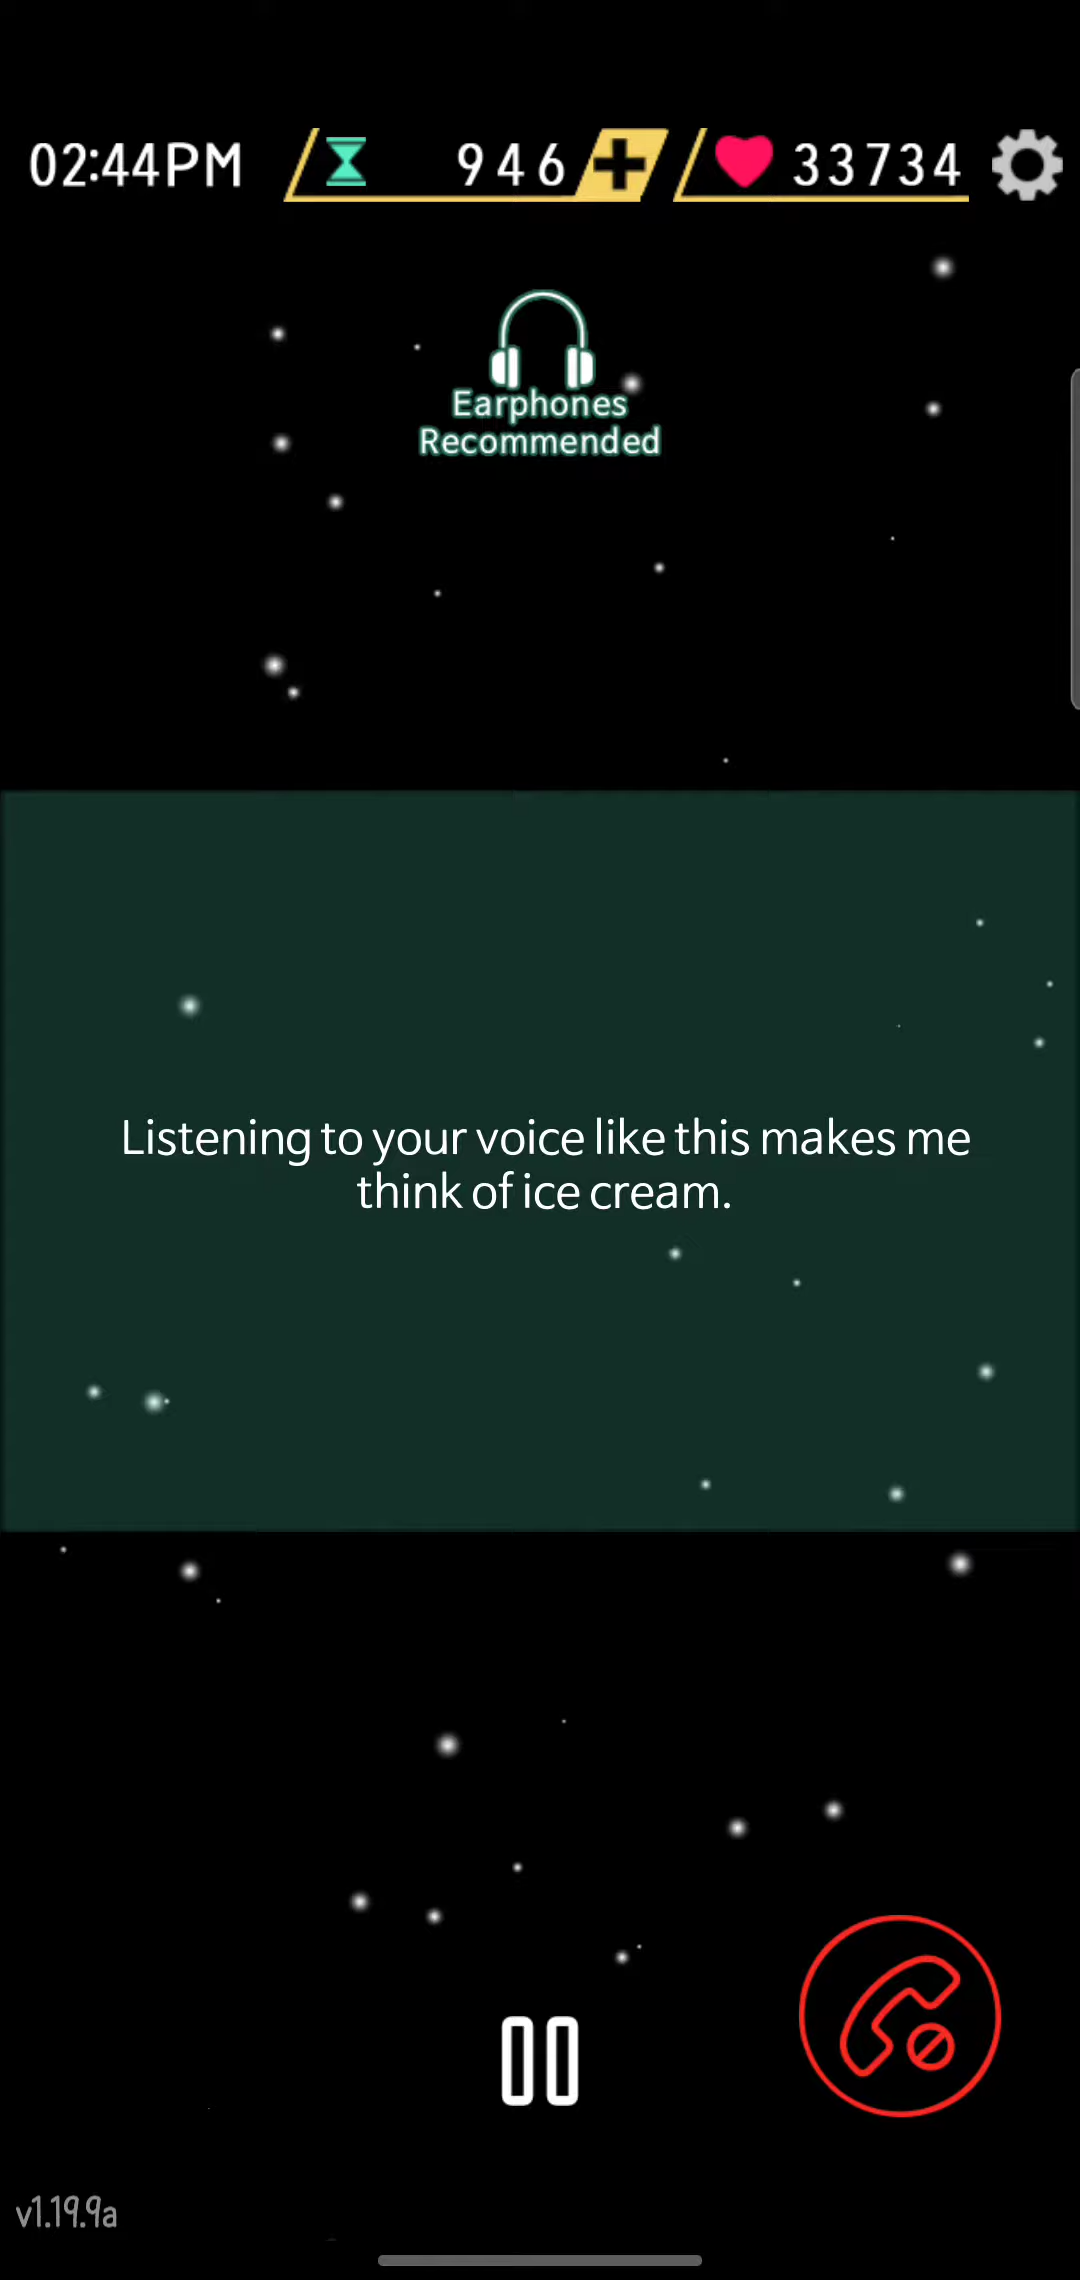 02:44PM 946 33734
Earphones
Recommended
Listening to your voice like this makes me
think of ice cream.
v1.19.9a